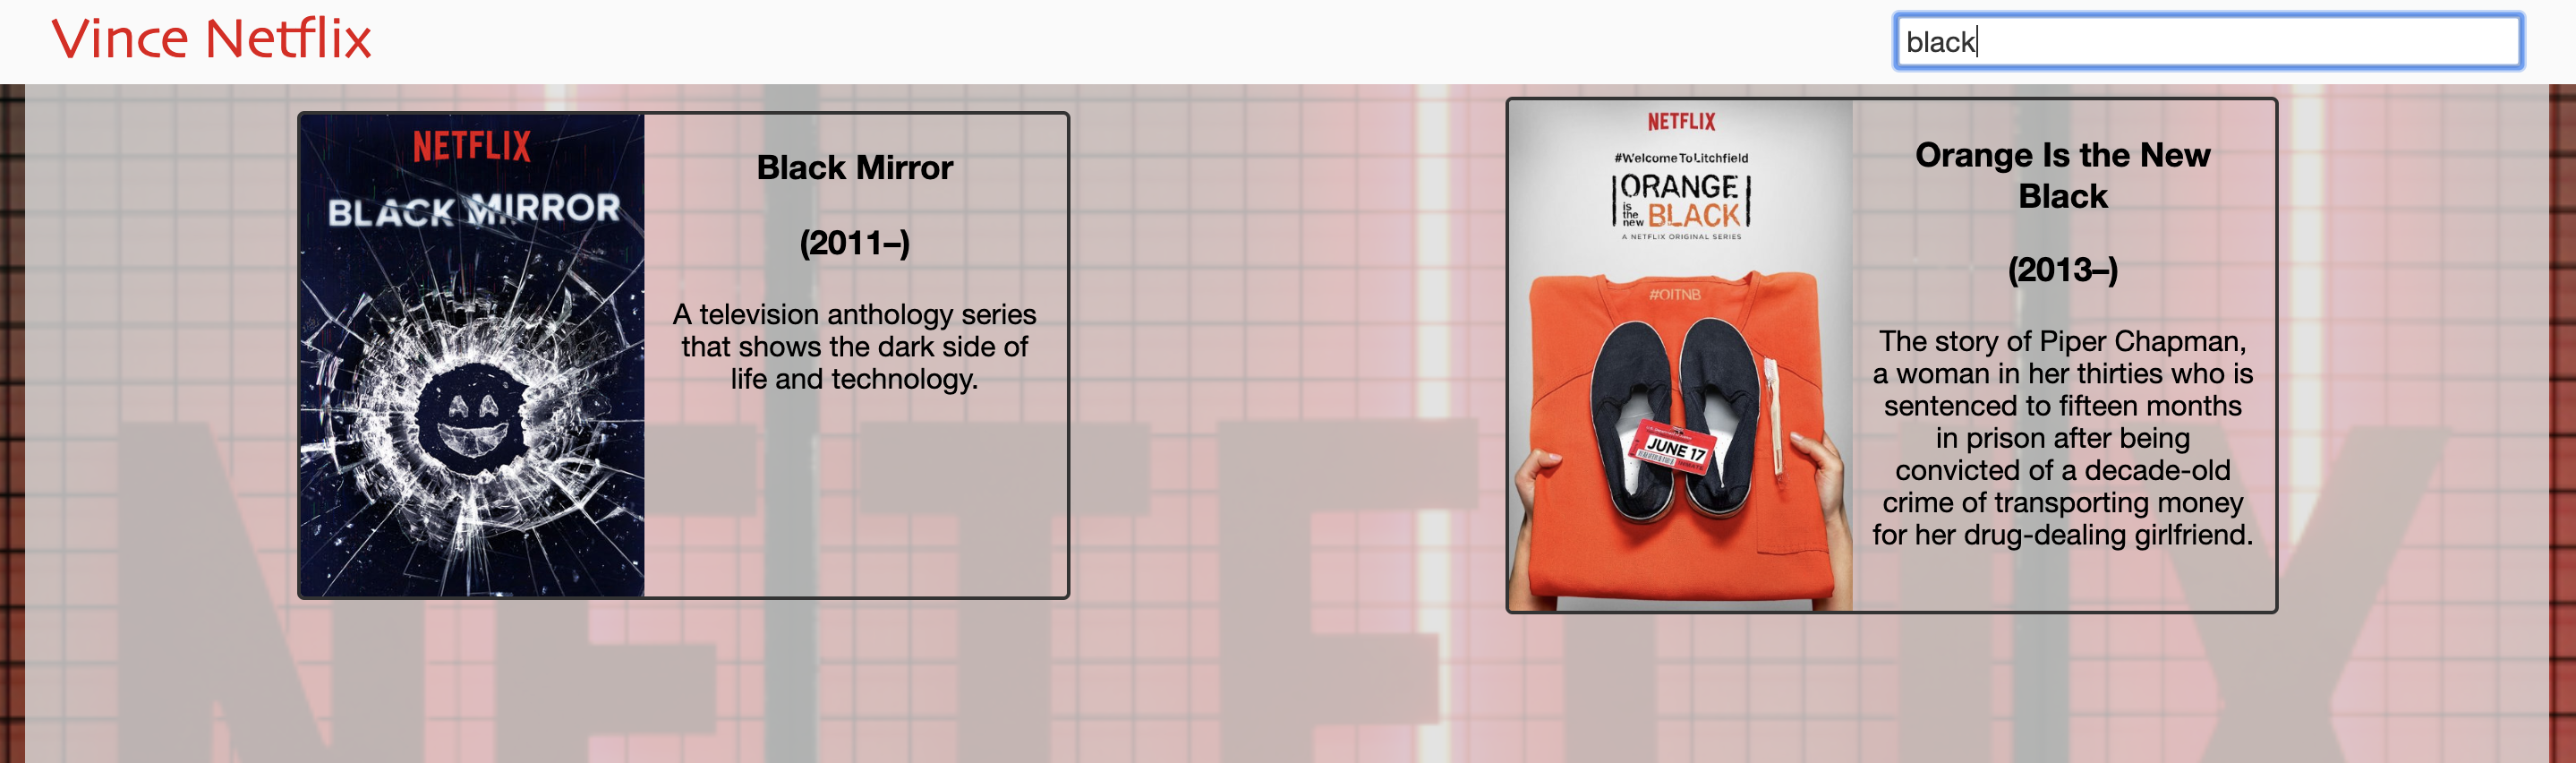 Vince Netflix
black
NETFLIX
BLACK MIRROR
Black Mirror
(2011–)
A television anthology series
that shows the dark side of
life and technology.
NETFLIX
#WelcomeToLitchfield
ORANGE
is
the
new BLACK
A NETFLIX ORIGINAL SERIES
#OITNB
JUNE 17
Orange Is the New
Black
(2013–)
The story of Piper Chapman,
a woman in her thirties who is
sentenced to fifteen months
in prison after being
convicted of a decade-old
crime of transporting money
for her drug-dealing girlfriend.
NETFLIX